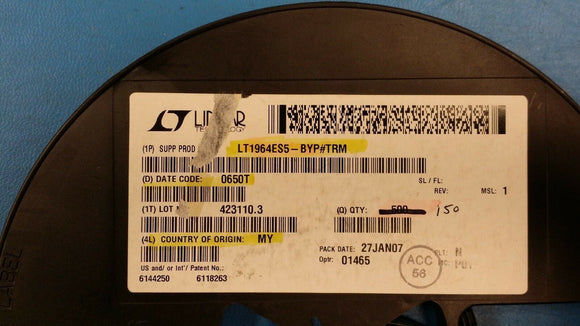 LINEAR
TECHNOLOGY
(1P) SUPP PROD LT1964ES5-BYP#TRM
(D) DATE CODE: 0650T
SL / FL:
REV: MSL: 1
(1T) LOT N 423110.3 (Q) QTY: 500 150
(4L) COUNTRY OF ORIGIN: MY
PACK DATE: 27JAN07
Optr: 01465
ACC
56
US and/ or Int'l Patent No.:
6144250 6118263
LABEL